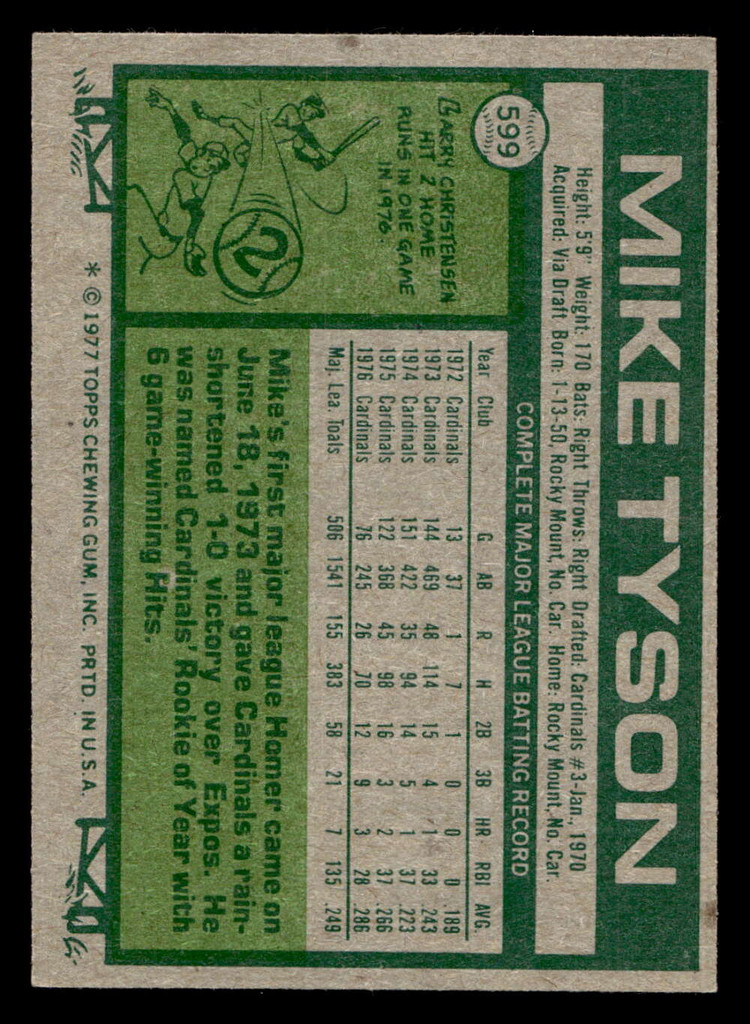 MIKE TYSON
599
Height: 5'9" Weight: 170 Bats: Right Throws: Right Drafted: Cardinals #3-Jan., 1970
Acquired: Via Draft Born: 1-13-50, Rocky Mount, No. Car. Home: Rocky Mount, No. Car.
COMPLETE MAJOR LEAGUE BATTING RECORD
Year Club G AB R H 2B 3B HR RBI AVG.
1972 Cardinals 13 37 1 7 1 0 0 0 .189
1973 Cardinals 144 469 48 114 15 4 1 33 .243
1974 Cardinals 151 422 35 94 14 5 1 37 .223
1975 Cardinals 122 368 45 98 16 3 2 37 .266
1976 Cardinals 76 245 26 70 12 9 3 28 .286
Maj. Lea. Toals 506 1541 155 383 58 21 7 135 .249
LARRY CHRISTENSEN
HIT 2 HOME
RUNS IN ONE GAME
IN 1976.
2
Mike's first major league Homer came on
June 18, 1973 and gave Cardinals a rain-
shortened 1-0 victory over Expos. He
was named Cardinals' Rookie of Year with
6 game-winning Hits.
* © 1977 TOPPS CHEWING GUM, INC. PRTD. IN U.S.A.